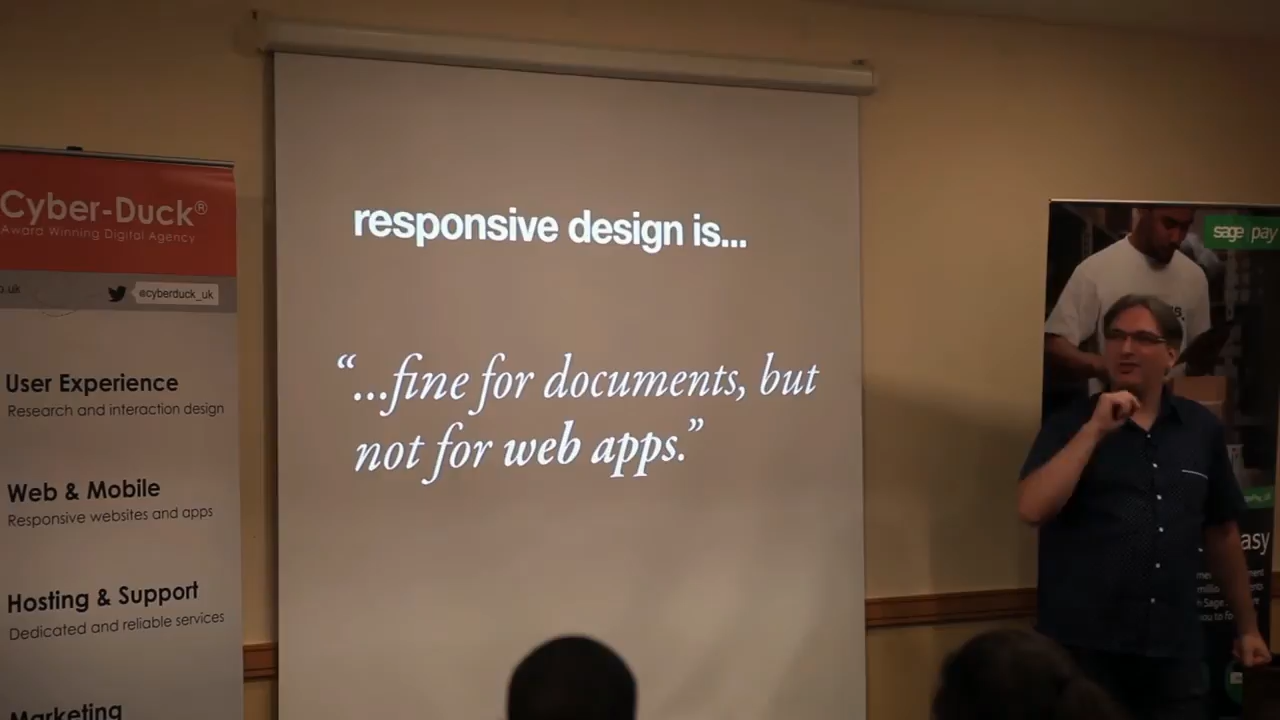 Cyber-Duck®
Award Winning Digital Agency
o.uk
@cyberduck_uk
User Experience
Research and interaction design
Web & Mobile
Responsive websites and apps
Hosting & Support
Dedicated and reliable services
Marketing
responsive design is...
“...fine for documents, but
not for web apps.”
sage pay
asy